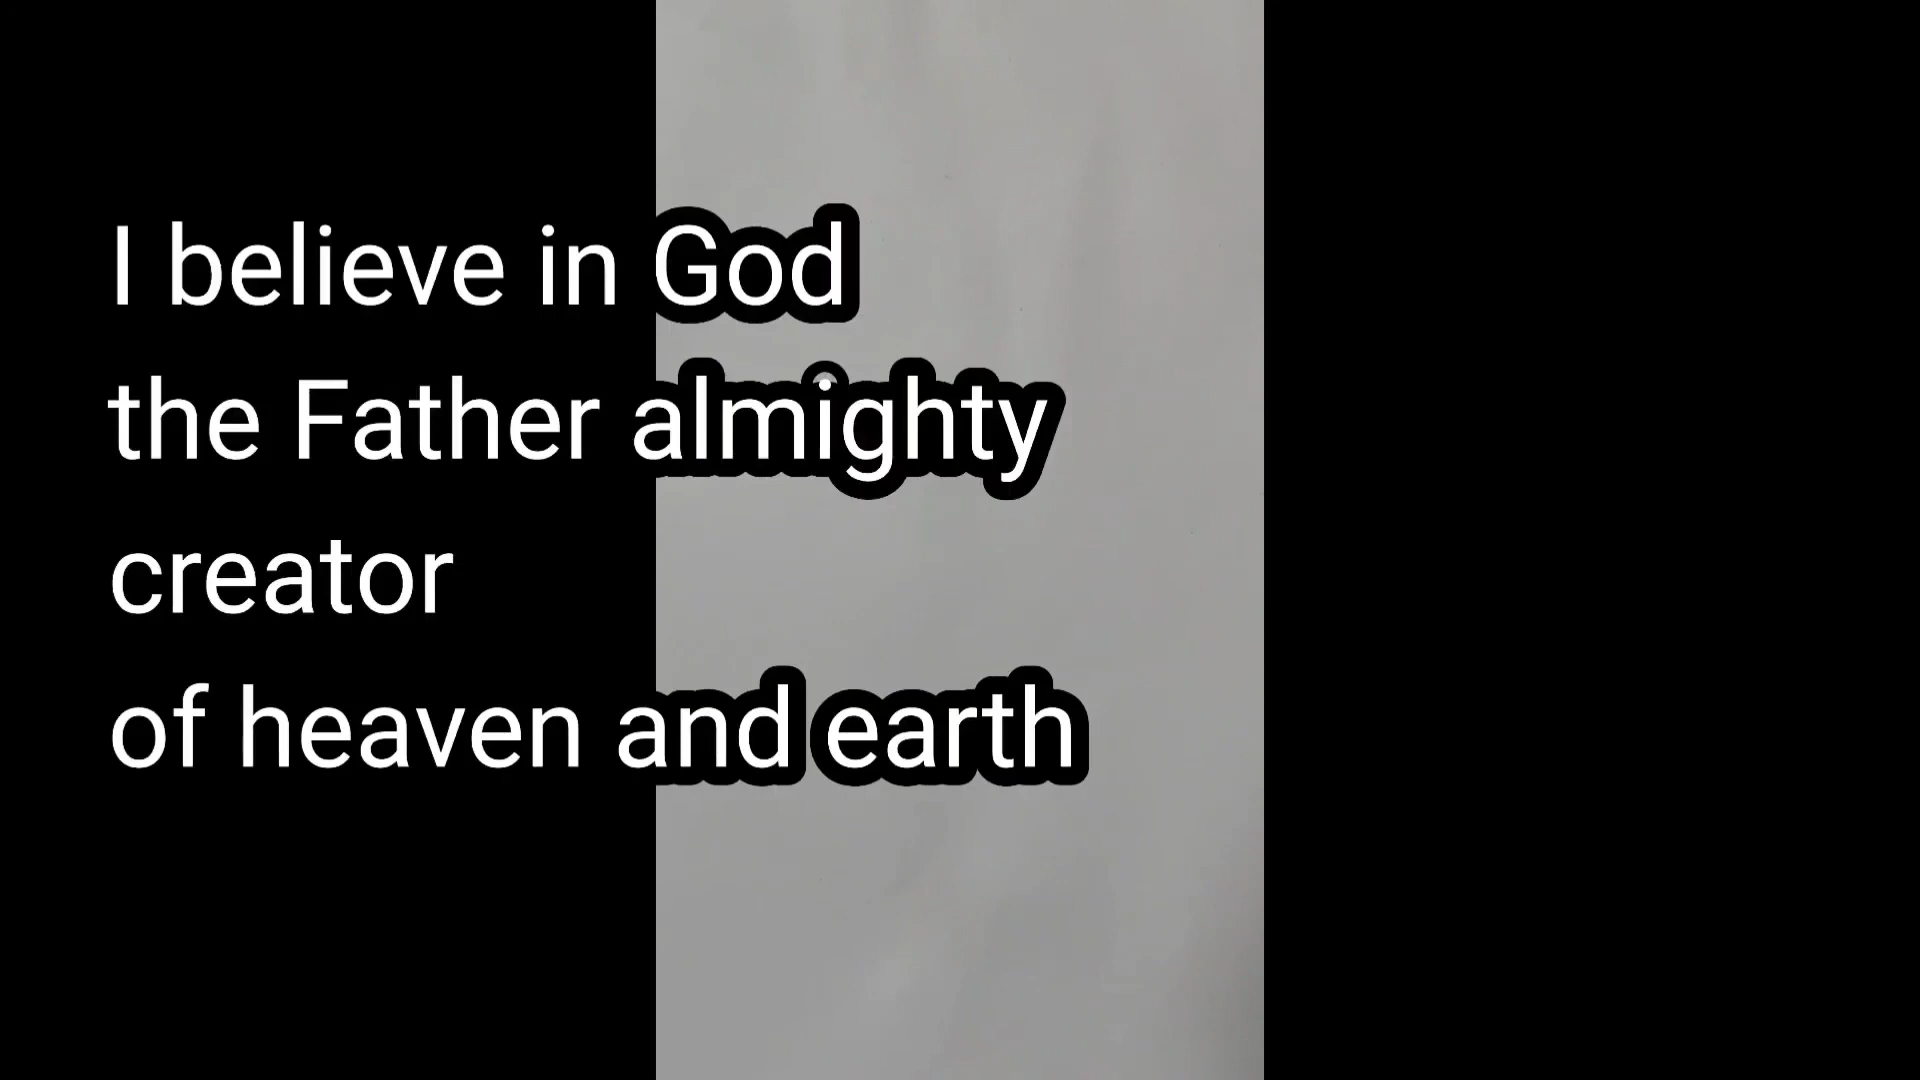 I believe in God
the Father almighty
creator
of heaven and earth